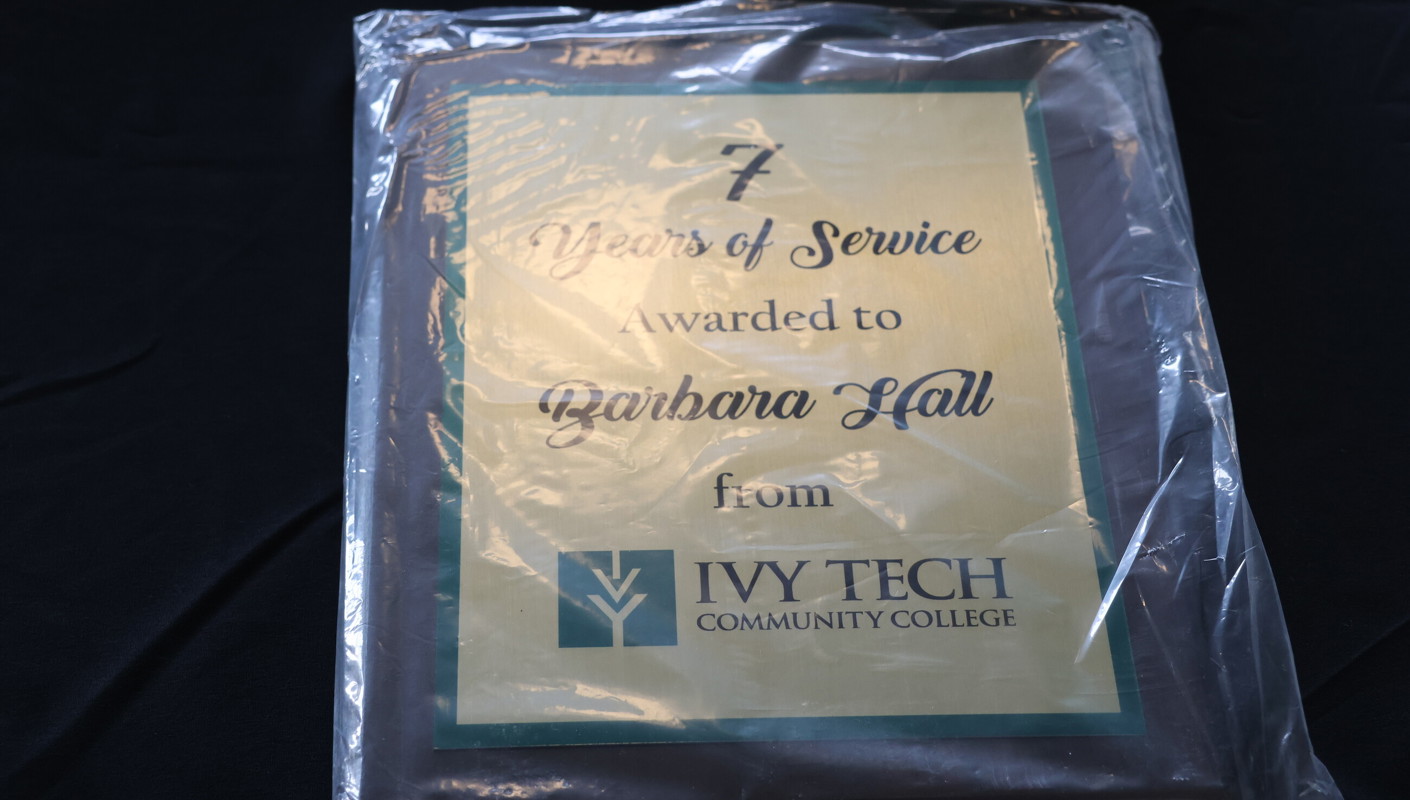 7
Years of Service
Awarded to
Barbara Hall
from
IVY TECH
COMMUNITY COLLEGE